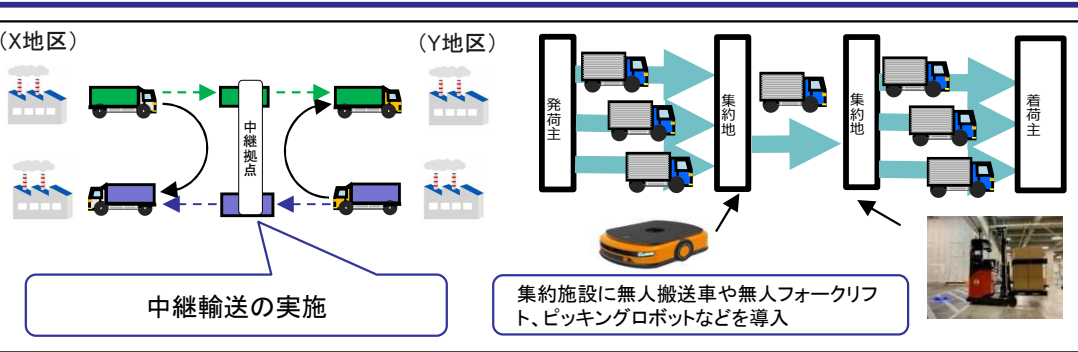 （X地区）
（Y地区）
中継拠点
中継輸送の実施
発荷主
集約地
集約地
着荷主
集約施設に無人搬送車や無人フォークリフ
ト、ピッキングロボットなどを導入